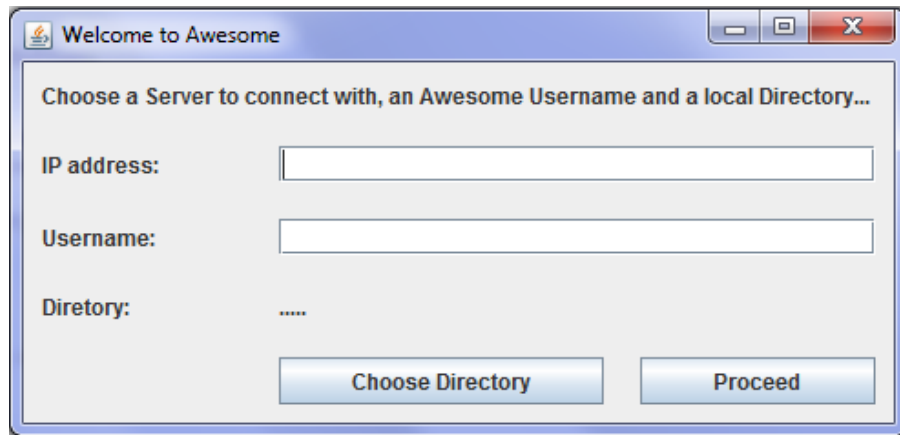 Welcome to Awesome
Choose a Server to connect with, an Awesome Username and a local Directory...
IP address:
Username:
Diretory:
.....
Choose Directory
Proceed